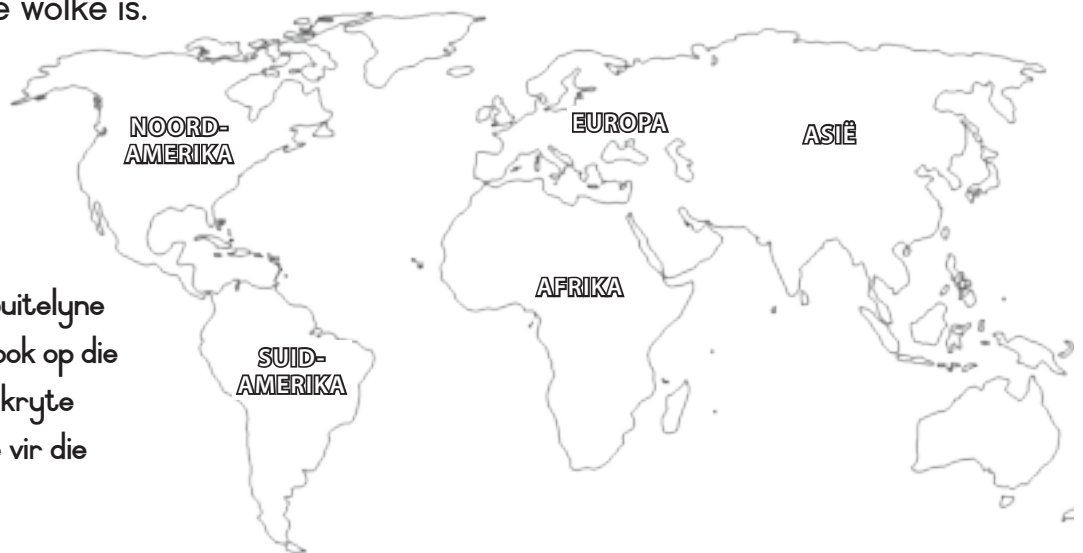 e wolke is.
NOORD-
AMERIKA
EUROPA
ASIË
AFRIKA
SUID-
AMERIKA
uitelyne
ook op die
kryte
vir die